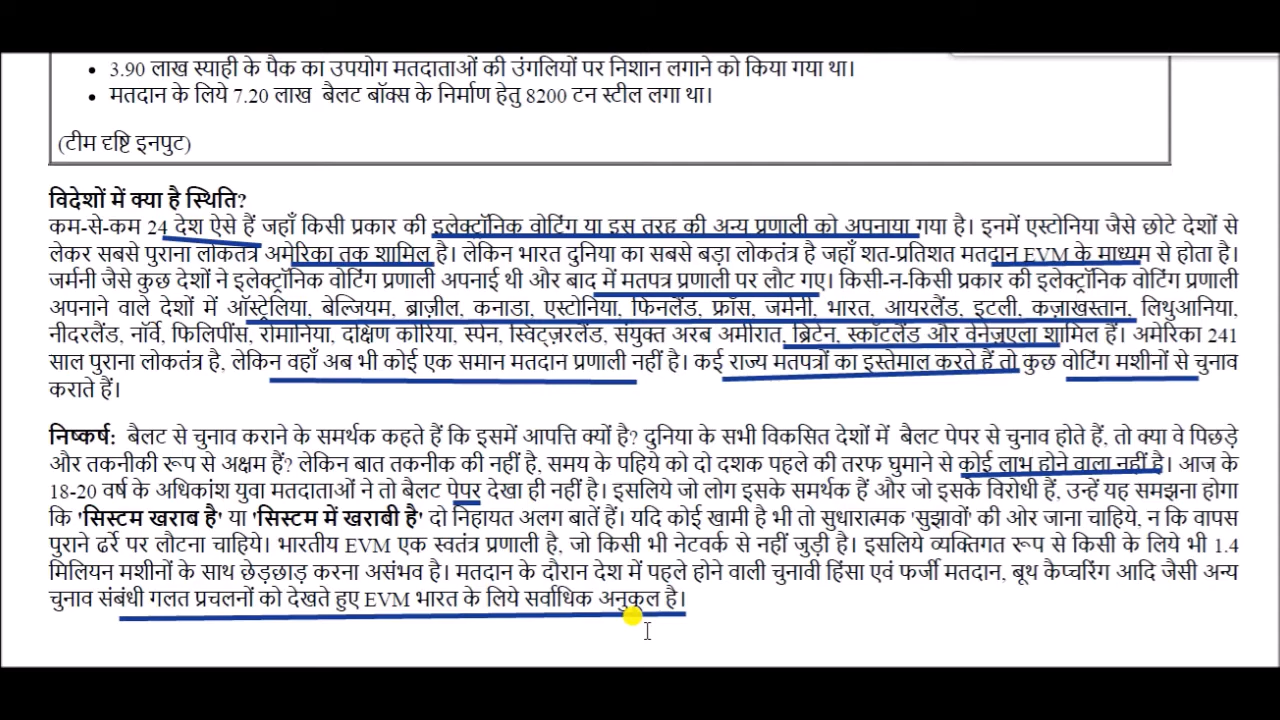 • 3.90 लाख स्याही के पैक का उपयोग मतदाताओं की उंगलियों पर निशान लगाने को किया गया था।
• मतदान के लिये 7.20 लाख बैलट बॉक्स के निर्माण हेतु 8200 टन स्टील लगा था।
(टीम दृष्टि इनपुट)
विदेशों में क्या है स्थिति?
कम-से-कम 24 देश ऐसे हैं जहाँ किसी प्रकार की इलेक्ट्रॉनिक वोटिंग या इस तरह की अन्य प्रणाली को अपनाया गया है। इनमें एस्टोनिया जैसे छोटे देशों से
लेकर सबसे पुराना लोकतंत्र अमेरिका तक शामिल है। लेकिन भारत दुनिया का सबसे बड़ा लोकतंत्र है जहाँ शत-प्रतिशत मतदान EVM के माध्यम से होता है।
जर्मनी जैसे कुछ देशों ने इलेक्ट्रॉनिक वोटिंग प्रणाली अपनाई थी और बाद में मतपत्र प्रणाली पर लौट गए। किसी-न-किसी प्रकार की इलेक्ट्रॉनिक वोटिंग प्रणाली
अपनाने वाले देशों में ऑस्ट्रेलिया, बेल्जियम, ब्राज़ील, कनाडा, एस्टोनिया, फिनलैंड, फ्राँस, जर्मनी, भारत, आयरलैंड, इटली, कज़ाखस्तान, लिथुआनिया,
नीदरलैंड, नॉर्वे, फिलिपींस, रोमानिया, दक्षिण कोरिया, स्पेन, स्विट्ज़रलैंड, संयुक्त अरब अमीरात, ब्रिटेन, स्कॉटलैंड और वेनेज़ुएला शामिल हैं। अमेरिका 241
साल पुराना लोकतंत्र है, लेकिन वहाँ अब भी कोई एक समान मतदान प्रणाली नहीं है। कई राज्य मतपत्रों का इस्तेमाल करते हैं तो कुछ वोटिंग मशीनों से चुनाव
कराते हैं।
निष्कर्ष: बैलट से चुनाव कराने के समर्थक कहते हैं कि इसमें आपत्ति क्यों है? दुनिया के सभी विकसित देशों में बैलट पेपर से चुनाव होते हैं, तो क्या वे पिछड़े
और तकनीकी रूप से अक्षम हैं? लेकिन बात तकनीक की नहीं है, समय के पहिये को दो दशक पहले की तरफ घुमाने से कोई लाभ होने वाला नहीं है। आज के
18-20 वर्ष के अधिकांश युवा मतदाताओं ने तो बैलट पेपर देखा ही नहीं है। इसलिये जो लोग इसके समर्थक हैं और जो इसके विरोधी हैं, उन्हें यह समझना होगा
कि 'सिस्टम खराब है' या 'सिस्टम में खराबी है' दो निहायत अलग बातें हैं। यदि कोई खामी है भी तो सुधारात्मक 'सुझावों' की ओर जाना चाहिये, न कि वापस
पुराने ढर्रे पर लौटना चाहिये। भारतीय EVM एक स्वतंत्र प्रणाली है, जो किसी भी नेटवर्क से नहीं जुड़ी है। इसलिये व्यक्तिगत रूप से किसी के लिये भी 1.4
मिलियन मशीनों के साथ छेड़छाड़ करना असंभव है। मतदान के दौरान देश में पहले होने वाली चुनावी हिंसा एवं फर्जी मतदान, बूथ कैप्चरिंग आदि जैसी अन्य
चुनाव संबंधी गलत प्रचलनों को देखते हुए EVM भारत के लिये सर्वाधिक अनुकूल है।